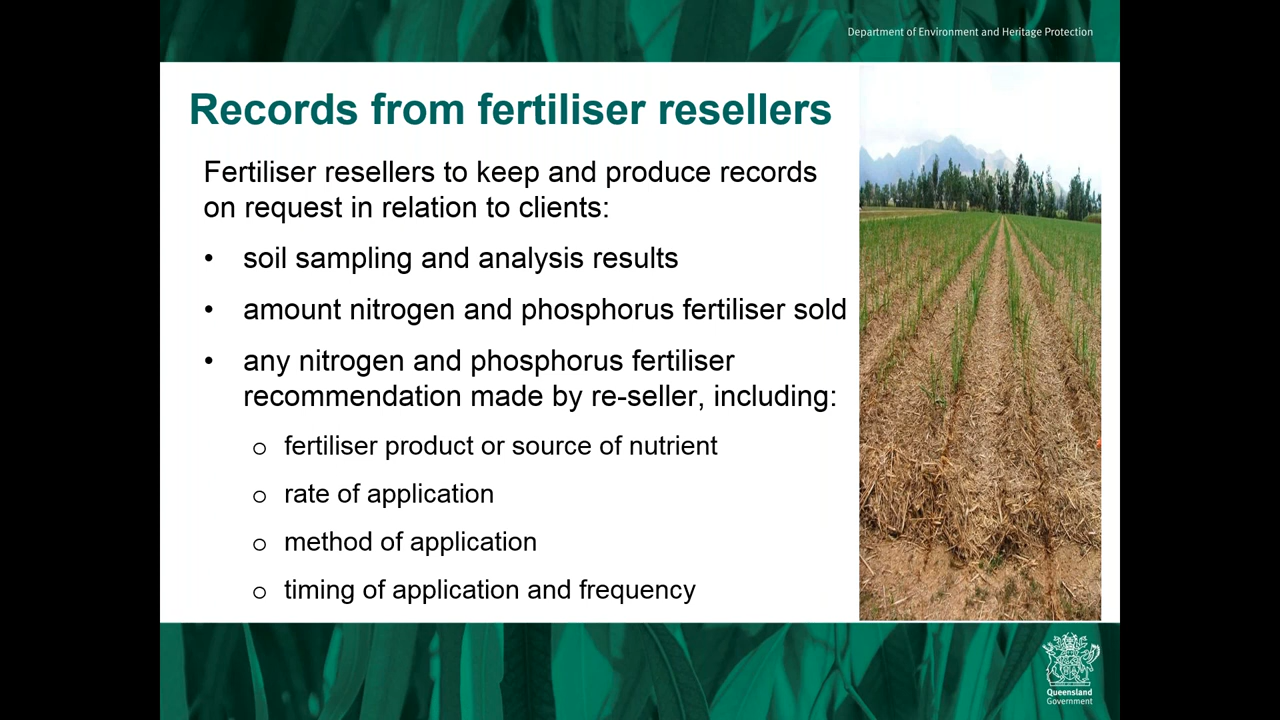 Department of Environment and Heritage Protection
Records from fertiliser resellers
Fertiliser resellers to keep and produce records
on request in relation to clients:
• soil sampling and analysis results
• amount nitrogen and phosphorus fertiliser sold
• any nitrogen and phosphorus fertiliser
recommendation made by re-seller, including:
o fertiliser product or source of nutrient
o rate of application
o method of application
o timing of application and frequency
Queensland
Government